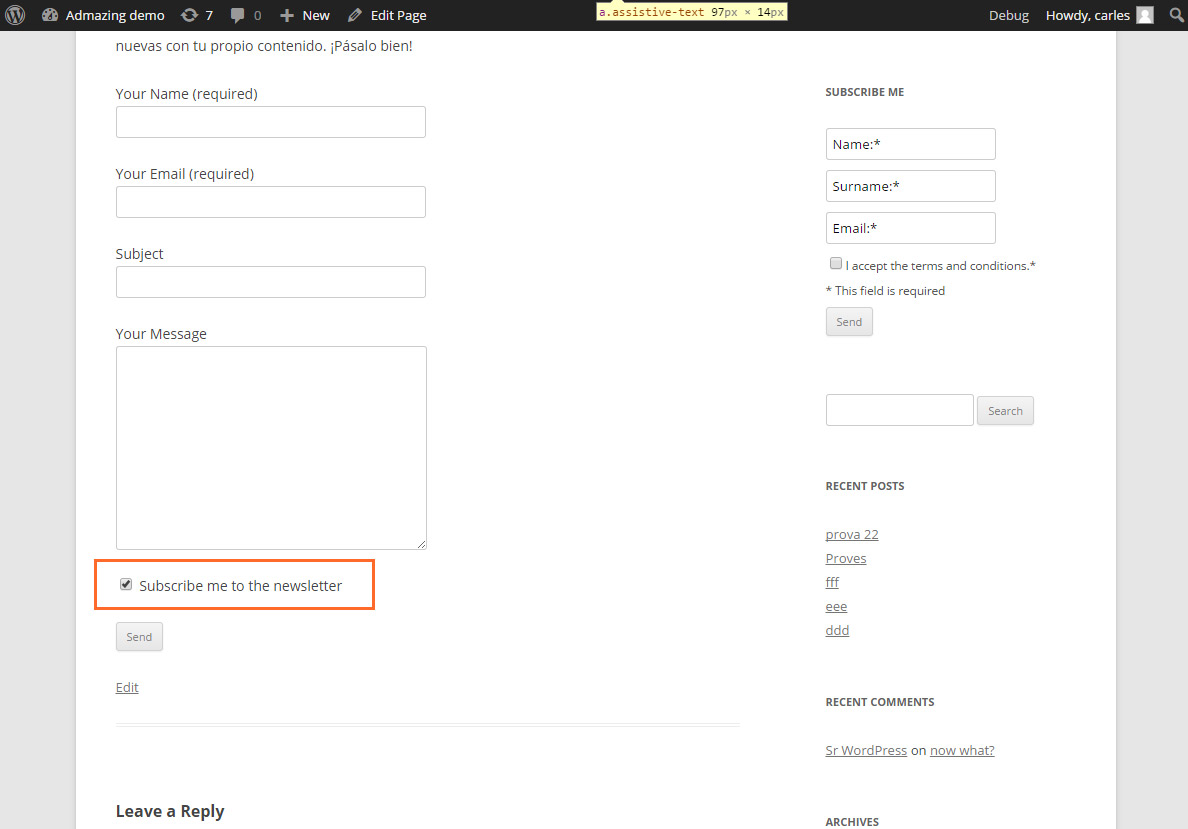 Admazing demo 7 0 New Edit Page
a.assistive-text 97px × 14px
Debug Howdy, carles
nuevas con tu propio contenido. ¡Pásalo bien!
Your Name (required)
Your Email (required)
Subject
Your Message
Subscribe me to the newsletter
Send
Edit
Leave a Reply
SUBSCRIBE ME
Name:*
Surname:*
Email:*
I accept the terms and conditions.*
* This field is required
Send
Search
RECENT POSTS
prova 22
Proves
fff
eee
ddd
RECENT COMMENTS
Sr WordPress on now what?
ARCHIVES